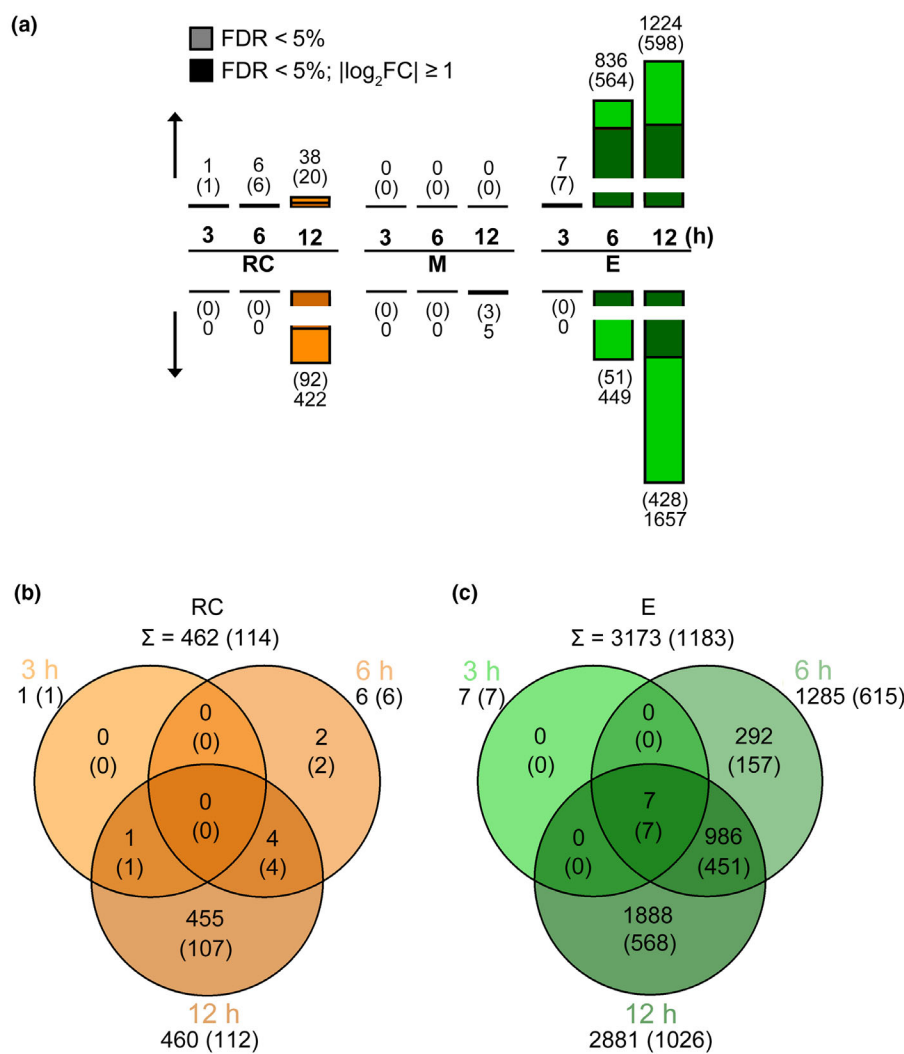 (a)
FDR < 5%
FDR < 5%; |log₂FC| ≥ 1
1 6 38 0 0 0 7 836 1224
(1) (6) (20) (0) (0) (0) (7) (564) (598)
3 6 12 3 6 12 3 6 12 (h)
RC M E
(0) (0) (92) (0) (0) (3) (0) (51) (428)
0 0 422 0 0 5 0 449 1657
(b)
RC
Σ = 462 (114)
3 h
1 (1)
6 h
6 (6)
0
(0)
0
(0)
2
(2)
0
(0)
1
(1)
4
(4)
455
(107)
12 h
460 (112)
(c)
E
Σ = 3173 (1183)
3 h
7 (7)
6 h
1285 (615)
0
(0)
0
(0)
292
(157)
7
(7)
0
(0)
986
(451)
1888
(568)
12 h
2881 (1026)